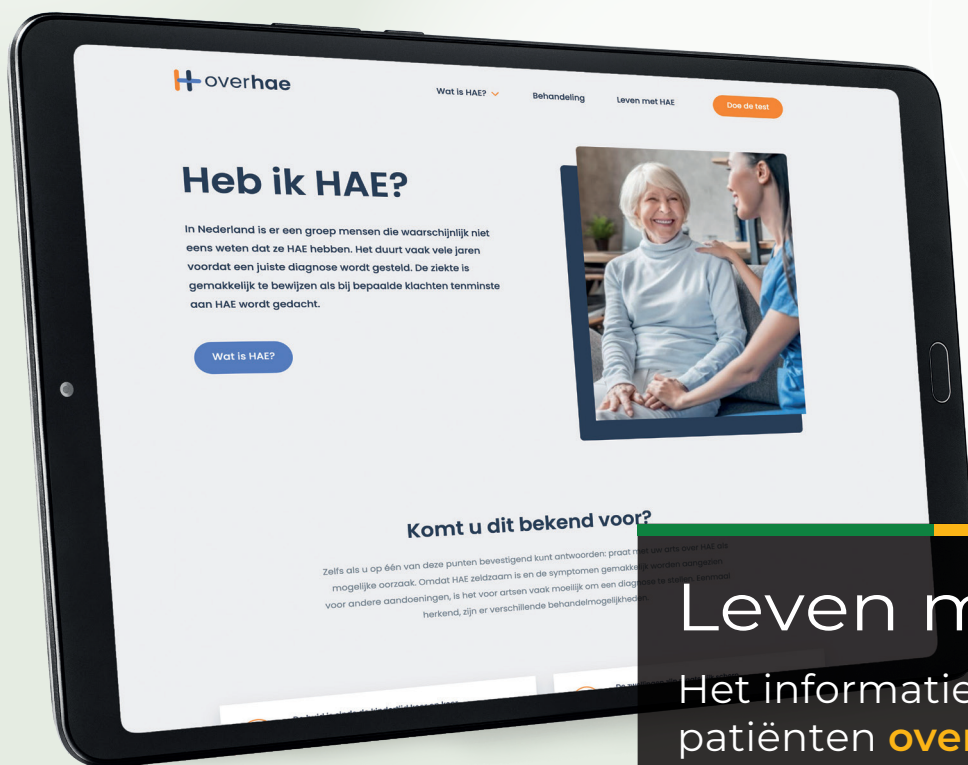 overhae
Wat is HAE? Behandeling Leven met HAE Doe de test
Heb ik HAE?
In Nederland is er een groep mensen die waarschijnlijk niet
eens weten dat ze HAE hebben. Het duurt vaak vele jaren
voordat een juiste diagnose wordt gesteld. De ziekte is
gemakkelijk te bewijzen als bij bepaalde klachten tenminste
aan HAE wordt gedacht.
Wat is HAE?
Komt u dit bekend voor?
Zelfs als u op één van deze punten bevestigend kunt antwoorden: praat met uw arts over HAE als
mogelijke oorzaak. Omdat HAE zeldzaam is en de symptomen gemakkelijk worden aangezien
voor andere aandoeningen, is het voor artsen vaak moeilijk om een diagnose te stellen. Eenmaal
herkend, zijn er verschillende behandelmogelijkheden.
Leven m
Het informatie
patiënten over